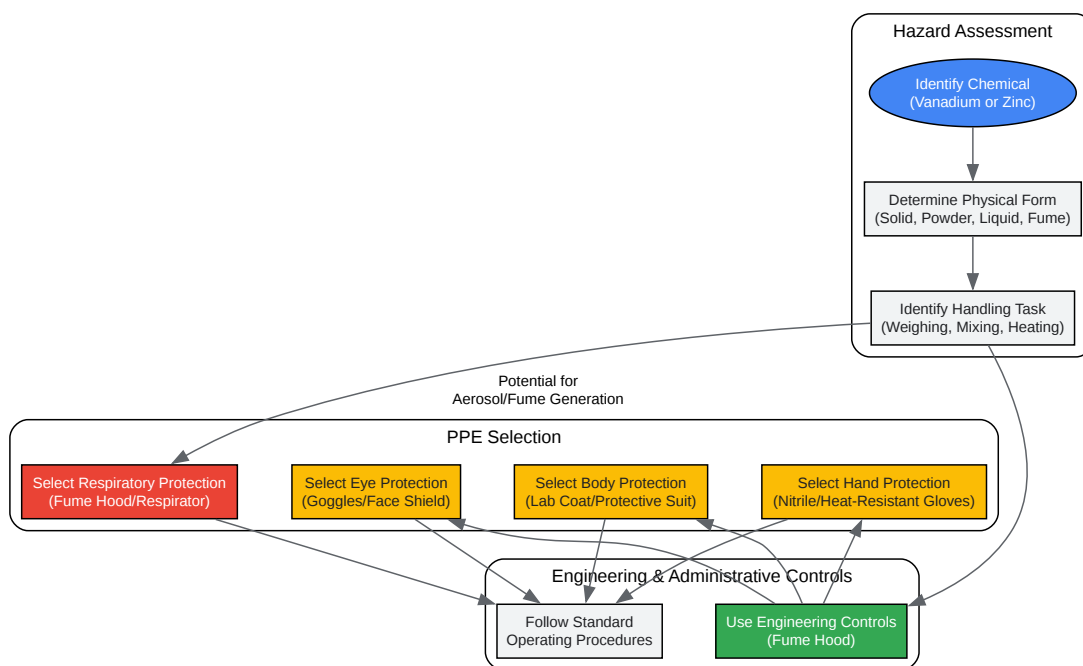 Hazard Assessment
Identify Chemical
(Vanadium or Zinc)
Determine Physical Form
(Solid, Powder, Liquid, Fume)
Identify Handling Task
(Weighing, Mixing, Heating)
Potential for
Aerosol/Fume Generation
PPE Selection
Select Respiratory Protection
(Fume Hood/Respirator)
Select Eye Protection
(Goggles/Face Shield)
Select Body Protection
(Lab Coat/Protective Suit)
Select Hand Protection
(Nitrile/Heat-Resistant Gloves)
Engineering & Administrative Controls
Follow Standard
Operating Procedures
Use Engineering Controls
(Fume Hood)